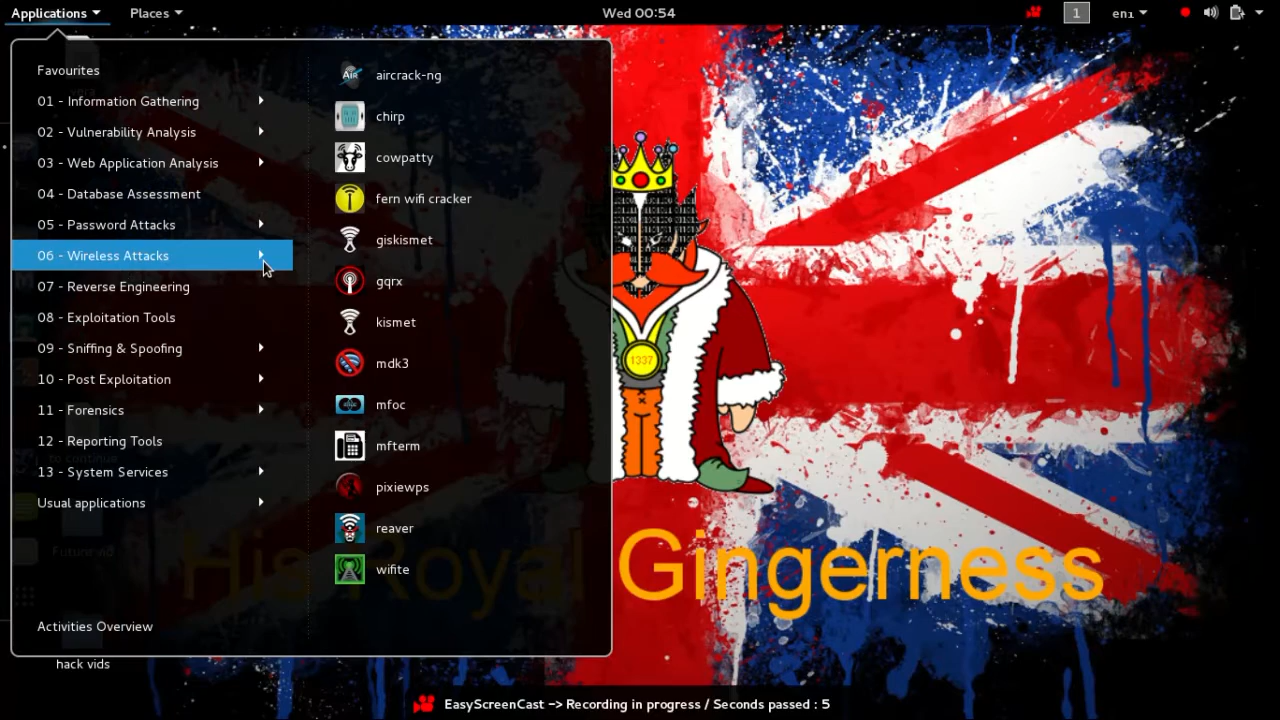 Applications Places Wed 00:54 1 en1
Favourites
01 - Information Gathering
02 - Vulnerability Analysis
03 - Web Application Analysis
04 - Database Assessment
05 - Password Attacks
06 - Wireless Attacks
07 - Reverse Engineering
08 - Exploitation Tools
09 - Sniffing & Spoofing
10 - Post Exploitation
11 - Forensics
12 - Reporting Tools
13 - System Services
Usual applications
Activities Overview
aircrack-ng
chirp
cowpatty
fern wifi cracker
giskismet
gqrx
kismet
mdk3
mfoc
mfterm
pixiewps
reaver
wifite
1337
His Royal Gingerness
hack vids
EasyScreenCast -> Recording in progress / Seconds passed : 5